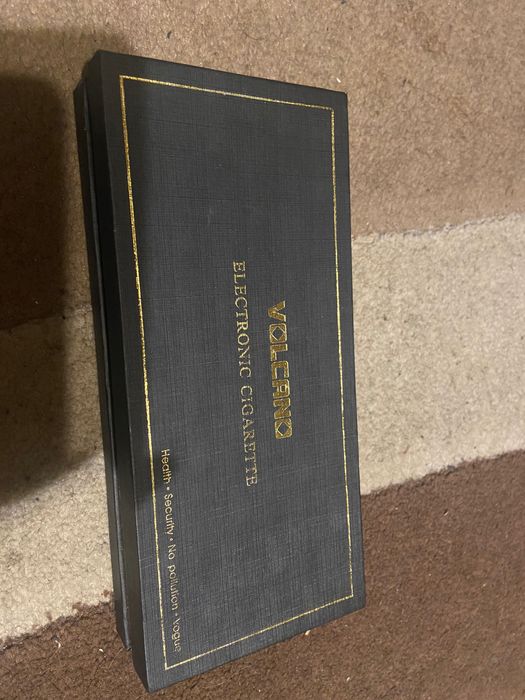 VOLCANO
ELECTRONIC CIGARETTE
Health • Security • No pollution • Vogue